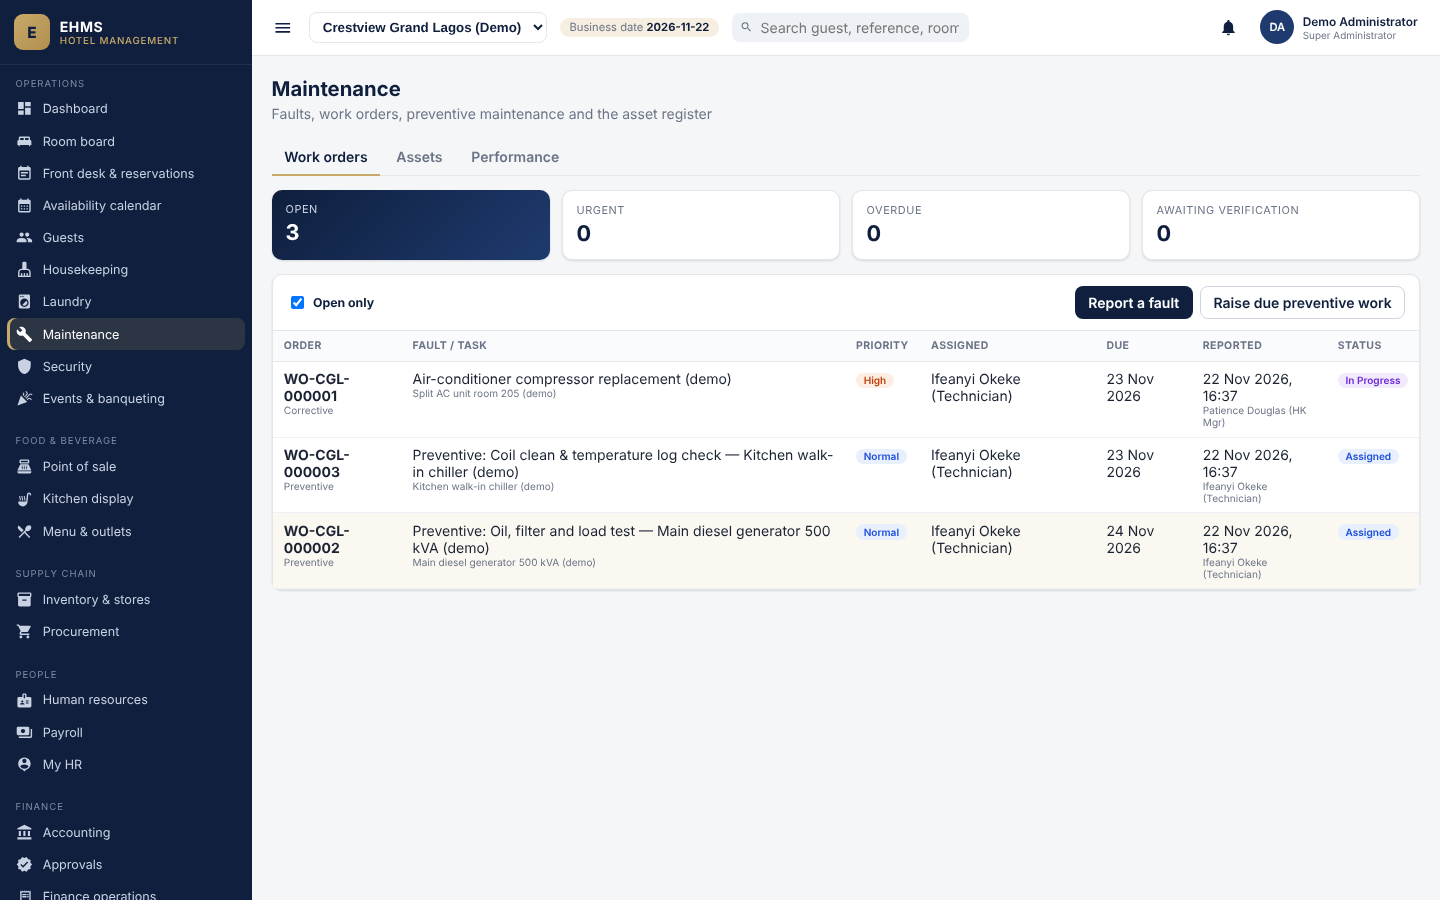 E
EHMS
HOTEL MANAGEMENT
OPERATIONS
Dashboard
Room board
Front desk & reservations
Availability calendar
Guests
Housekeeping
Laundry
Maintenance
Security
Events & banqueting
FOOD & BEVERAGE
Point of sale
Kitchen display
Menu & outlets
SUPPLY CHAIN
Inventory & stores
Procurement
PEOPLE
Human resources
Payroll
My HR
FINANCE
Accounting
Approvals
Finance operations
Crestview Grand Lagos (Demo)
Business date 2026-11-22
Search guest, reference, room
DA
Demo Administrator
Super Administrator
Maintenance
Faults, work orders, preventive maintenance and the asset register
Work orders Assets Performance
OPEN
3
URGENT
0
OVERDUE
0
AWAITING VERIFICATION
0
Open only
Report a fault
Raise due preventive work
ORDER FAULT / TASK PRIORITY ASSIGNED DUE REPORTED STATUS
WO-CGL-
000001
Corrective
Air-conditioner compressor replacement (demo)
Split AC unit room 205 (demo)
High
Ifeanyi Okeke
(Technician)
23 Nov
2026
22 Nov 2026,
16:37
Patience Douglas (HK
Mgr)
In Progress
WO-CGL-
000003
Preventive
Preventive: Coil clean & temperature log check — Kitchen walk-
in chiller (demo)
Kitchen walk-in chiller (demo)
Normal
Ifeanyi Okeke
(Technician)
23 Nov
2026
22 Nov 2026,
16:37
Ifeanyi Okeke
(Technician)
Assigned
WO-CGL-
000002
Preventive
Preventive: Oil, filter and load test — Main diesel generator 500
kVA (demo)
Main diesel generator 500 kVA (demo)
Normal
Ifeanyi Okeke
(Technician)
24 Nov
2026
22 Nov 2026,
16:37
Ifeanyi Okeke
(Technician)
Assigned